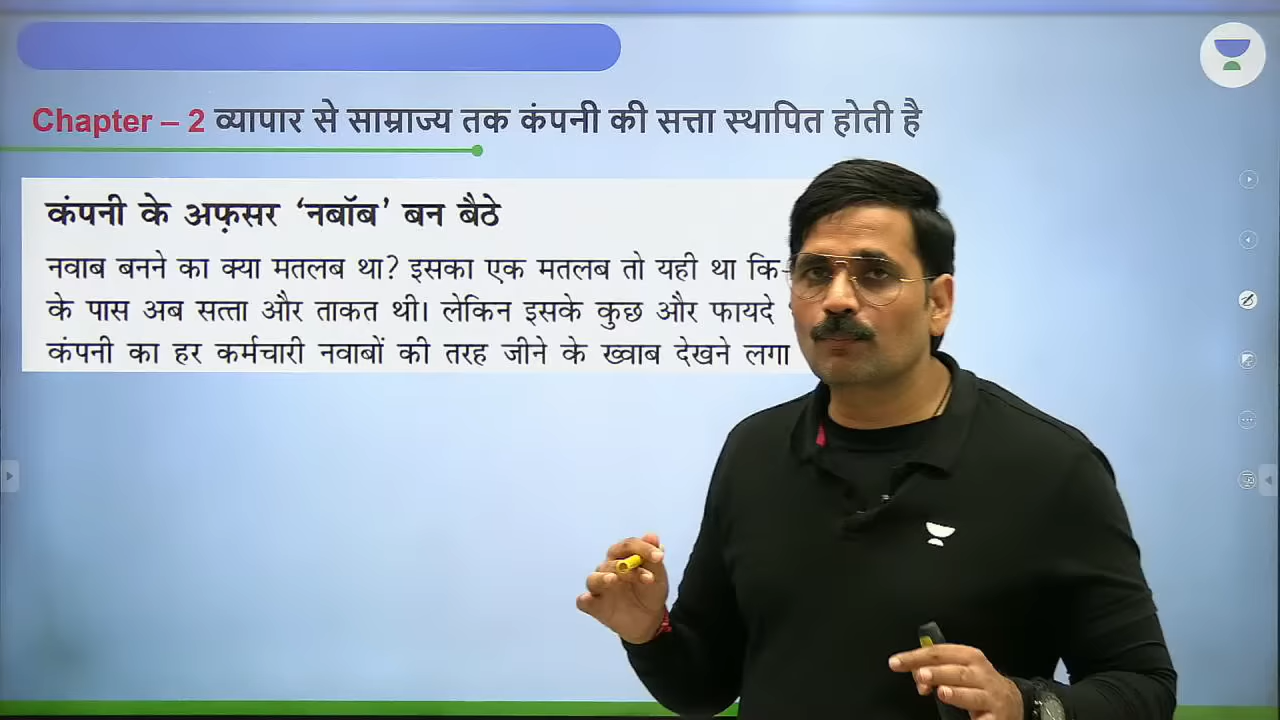 Chapter – 2 व्यापार से साम्राज्य तक कंपनी की सत्ता स्थापित होती है
कंपनी के अफ़सर ‘नबॉब’ बन बैठे
नवाब बनने का क्या मतलब था? इसका एक मतलब तो यही था कि
के पास अब सत्ता और ताकत थी। लेकिन इसके कुछ और फायदे
कंपनी का हर कर्मचारी नवाबों की तरह जीने के ख्वाब देखने लगा